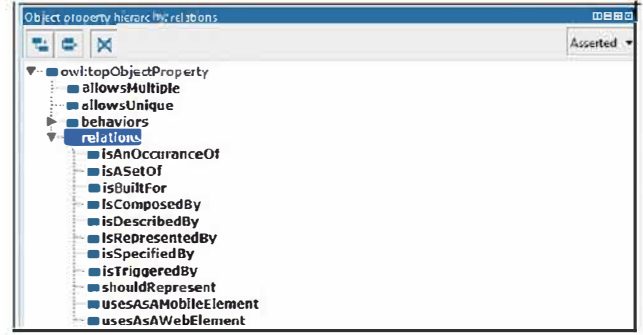 Object property hierarchy: relations
Asserted
owl:topObjectProperty
allowsMultiple
allowsUnique
behaviors
relations
isAnOccuranceOf
isASetOf
isBuiltFor
isComposedBy
isDescribedBy
isRepresentedBy
isSpecifiedBy
isTriggeredBy
shouldRepresent
usesAsAMobileElement
usesAsAWebElement